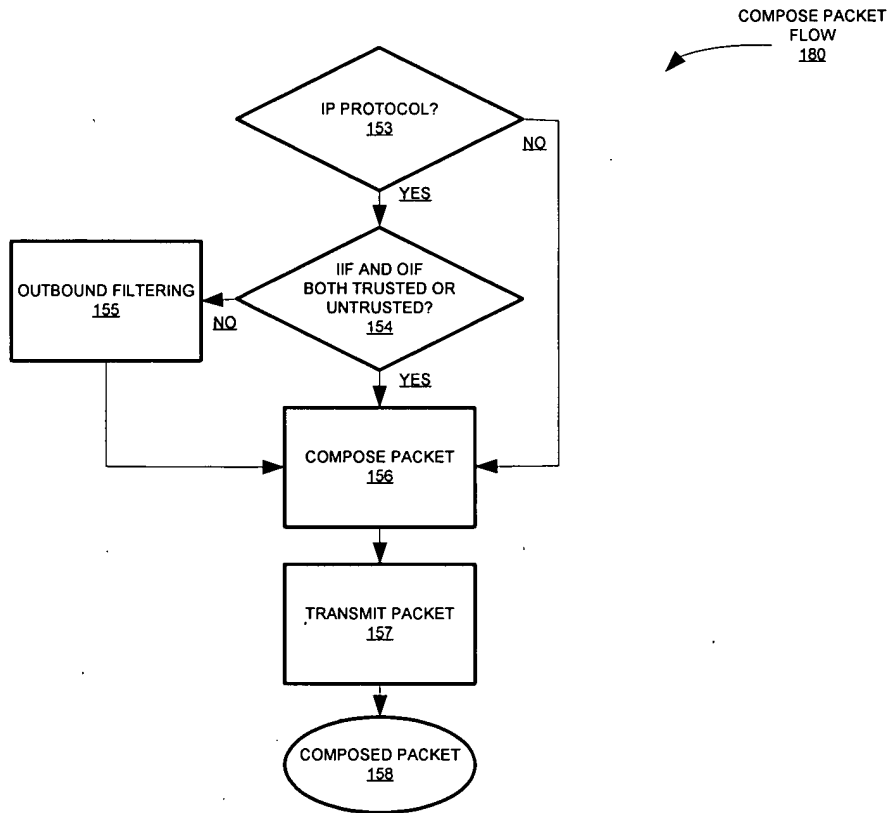 COMPOSE PACKET
FLOW
180
IP PROTOCOL?
153
NO
YES
IIF AND OIF
BOTH TRUSTED OR
UNTRUSTED?
154
OUTBOUND FILTERING
155
NO
YES
COMPOSE PACKET
156
TRANSMIT PACKET
157
COMPOSED PACKET
158